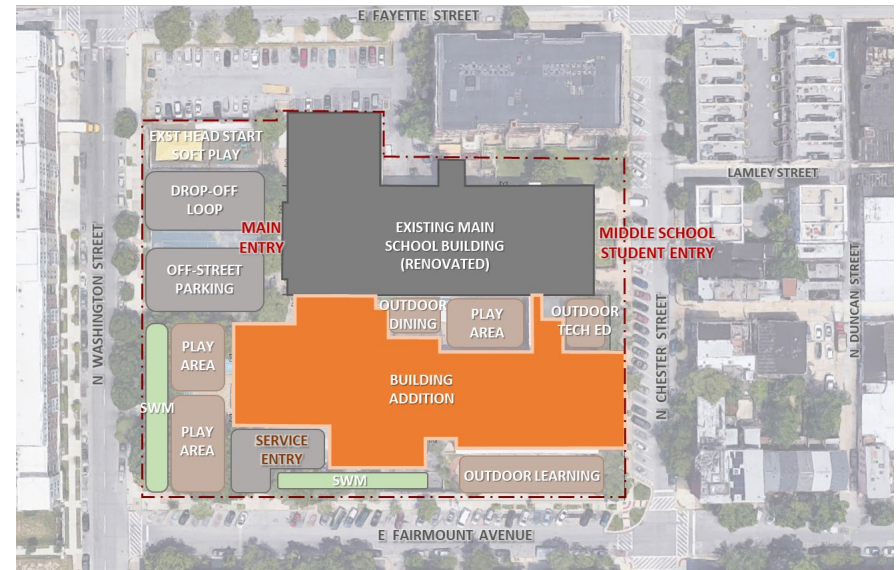 E FAYETTE STREET
EXST HEAD START
SOFT PLAY
DROP-OFF
LOOP
LAMLEY STREET
MAIN
ENTRY
EXISTING MAIN
SCHOOL BUILDING
(RENOVATED)
MIDDLE SCHOOL
STUDENT ENTRY
OFF-STREET
PARKING
N WASHINGTON STREET
N CHESTER STREET
N DUNCAN STREET
OUTDOOR
DINING
PLAY
AREA
OUTDOOR
TECH ED
PLAY
AREA
BUILDING
ADDITION
SWM
PLAY
AREA
SERVICE
ENTRY
SWM
OUTDOOR LEARNING
E FAIRMOUNT AVENUE